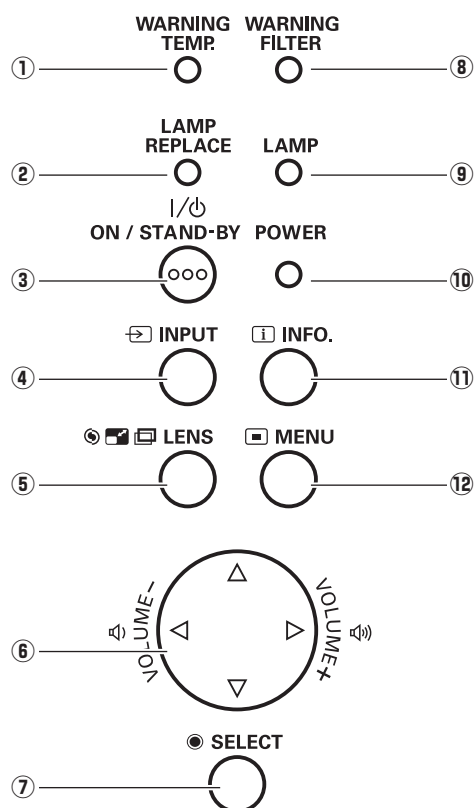 WARNING TEMP.
WARNING FILTER
① ⑧
LAMP REPLACE
LAMP
② ⑨
I/⏻
ON / STAND-BY POWER
③ ⑩
INPUT i INFO.
④ ⑪
LENS MENU
⑤ ⑫
VOLUME−
VOLUME+
⑥
SELECT
⑦